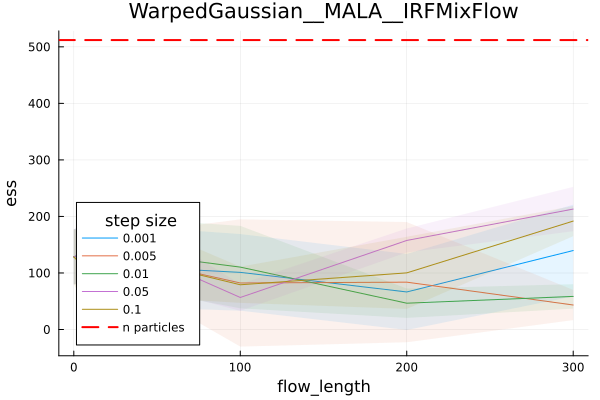 WarpedGaussian__MALA__IRFMixFlow
ess
500
400
300
200
100
0
step size
0.001
0.005
0.01
0.05
0.1
n particles
0 100 200 300
flow_length